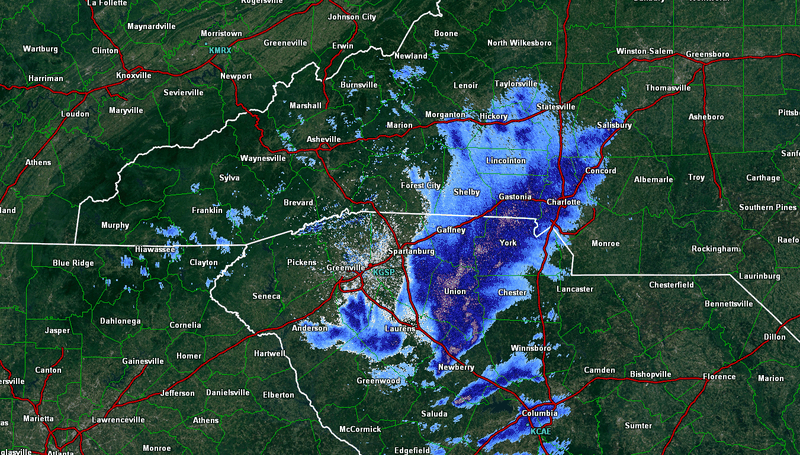 La Follette
Rogersville
Johnson City
Maynardville
Morristown
Boone
Wartburg
Clinton
KMRX
Greeneville
Erwin
North Wilkesboro
Newland
Winston-Salem
Greensboro
Harriman
Knoxville
Newport
Burnsville
Lenoir
Taylorsville
Thomasville
Sevierville
Marshall
Statesville
Loudon
Maryville
Morganton
Hickory
Asheboro
Marion
Salisbury
Asheville
Athens
Waynesville
Lincolnton
Concord
Sylva
Forest City
Shelby
Albemarle
Troy
Carthage
Brevard
Gastonia
Charlotte
Franklin
Southern Pines
Murphy
Gaffney
Monroe
Hiawassee
Spartanburg
York
Rockingham
Blue Ridge
Clayton
Pickens
Greenville
KGSP
Laurinburg
Seneca
Union
Chester
Lancaster
Chesterfield
Bennettsville
Jasper
Dahlonega
Cornelia
Anderson
Laurens
Dillon
Homer
Hartwell
Winnsboro
Gainesville
Canton
Newberry
Camden
Bishopville
Florence
Marion
Greenwood
Jefferson
Danielsville
Elberton
Marietta
Lawrenceville
Athens
Saluda
Columbia
McCormick
KCAE
Sumter
Monroe
Edgefield
Atlanta